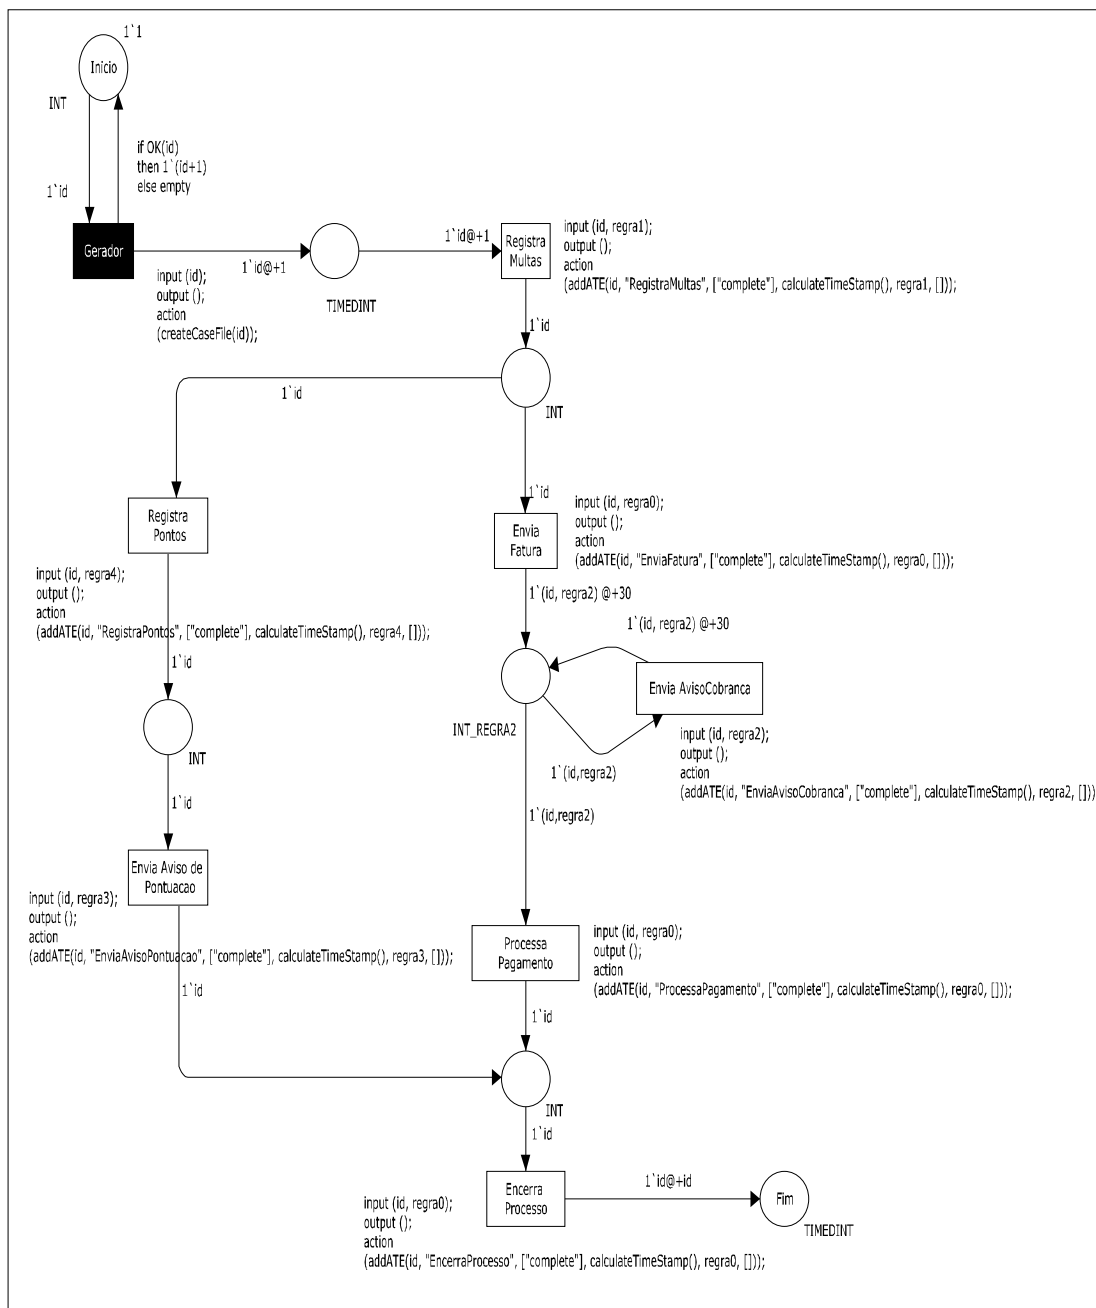 1`1
Inicio
INT
if OK(id)
then 1`(id+1)
else empty
1`id
Gerador
1`id@+1
input (id);
output ();
action
(createCaseFile(id));
TIMEDINT
1`id@+1
Registra
Multas
input (id, regra1);
output ();
action
(addATE(id, "RegistraMultas", ["complete"], calculateTimeStamp(), regra1, []));
1`id
INT
1`id
1`id
Registra
Pontos
input (id, regra4);
output ();
action
(addATE(id, "RegistraPontos", ["complete"], calculateTimeStamp(), regra4, []));
Envia
Fatura
input (id, regra0);
output ();
action
(addATE(id, "EnviaFatura", ["complete"], calculateTimeStamp(), regra0, []));
1`(id, regra2) @+30
1`(id, regra2) @+30
1`id
Envia AvisoCobranca
INT_REGRA2
input (id, regra2);
output ();
action
(addATE(id, "EnviaAvisoCobranca", ["complete"], calculateTimeStamp(), regra2, []))
1`(id,regra2)
1`(id,regra2)
INT
1`id
Envia Aviso de
Pontuacao
input (id, regra3);
output ();
action
(addATE(id, "EnviaAvisoPontuacao", ["complete"], calculateTimeStamp(), regra3, []));
1`id
Processa
Pagamento
input (id, regra0);
output ();
action
(addATE(id, "ProcessaPagamento", ["complete"], calculateTimeStamp(), regra0, []));
1`id
INT
1`id
Encerra
Processo
input (id, regra0);
output ();
action
(addATE(id, "EncerraProcesso", ["complete"], calculateTimeStamp(), regra0, []));
1`id@+id
Fim
TIMEDINT